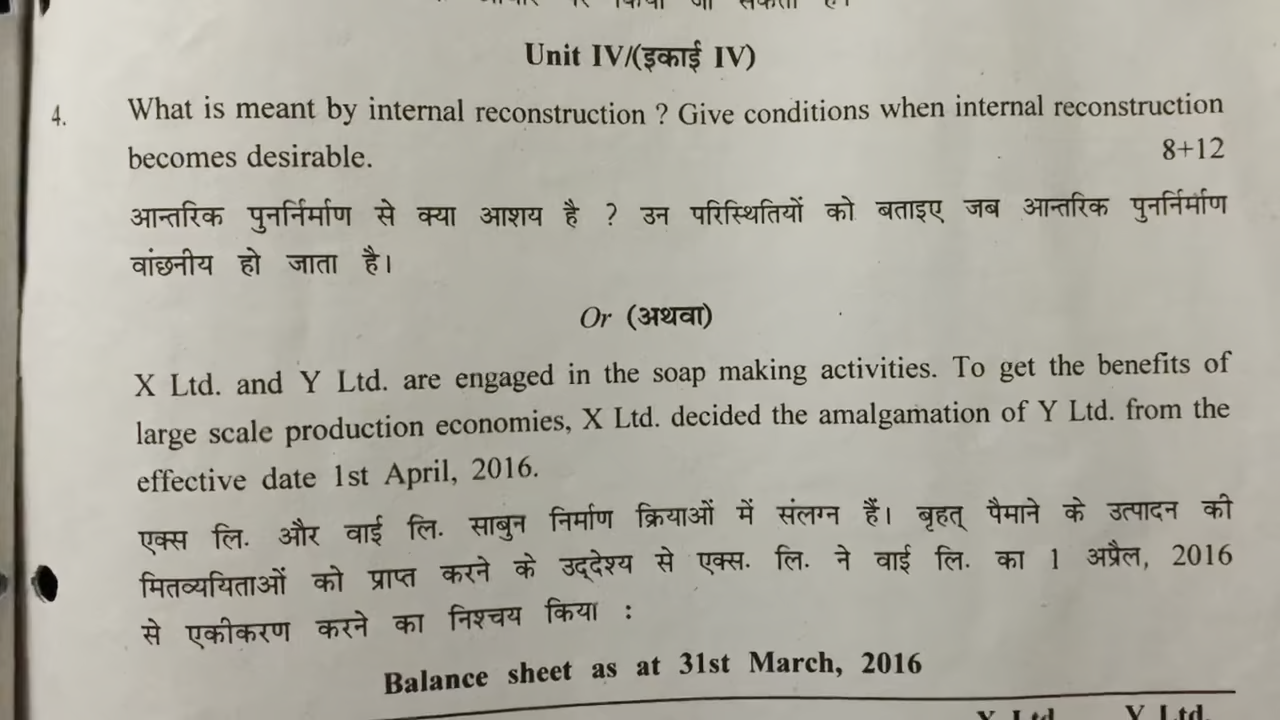 Unit IV/(इकाई IV)
4. What is meant by internal reconstruction ? Give conditions when internal reconstruction
becomes desirable. 8+12
आन्तरिक पुनर्निर्माण से क्या आशय है ? उन परिस्थितियों को बताइए जब आन्तरिक पुनर्निर्माण
वांछनीय हो जाता है।
Or (अथवा)
X Ltd. and Y Ltd. are engaged in the soap making activities. To get the benefits of
large scale production economies, X Ltd. decided the amalgamation of Y Ltd. from the
effective date 1st April, 2016.
एक्स लि. और वाई लि. साबुन निर्माण क्रियाओं में संलग्न हैं। बृहत् पैमाने के उत्पादन की
मितव्ययिताओं को प्राप्त करने के उद्देश्य से एक्स. लि. ने वाई लि. का 1 अप्रैल, 2016
से एकीकरण करने का निश्चय किया :
Balance sheet as at 31st March, 2016
X Ltd. Y Ltd.